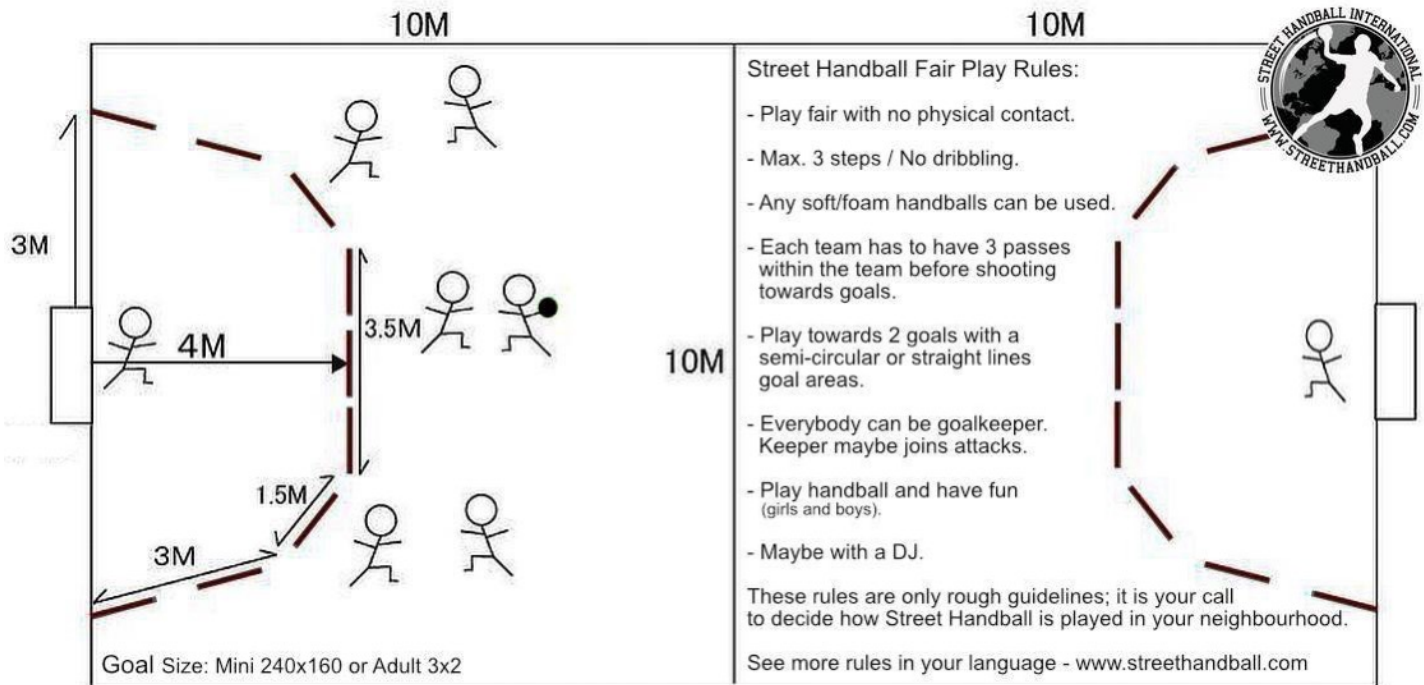 10M
10M
STREET HANDBALL INTERNATIONAL
WWW.STREETHANDBALL.COM
Street Handball Fair Play Rules:
- Play fair with no physical contact.
- Max. 3 steps / No dribbling.
- Any soft/foam handballs can be used.
- Each team has to have 3 passes
within the team before shooting
towards goals.
- Play towards 2 goals with a
semi-circular or straight lines
goal areas.
- Everybody can be goalkeeper.
Keeper maybe joins attacks.
- Play handball and have fun
(girls and boys).
- Maybe with a DJ.
These rules are only rough guidelines; it is your call
to decide how Street Handball is played in your neighbourhood.
See more rules in your language - www.streethandball.com
3M
4M
3.5M
10M
1.5M
3M
Goal Size: Mini 240x160 or Adult 3x2